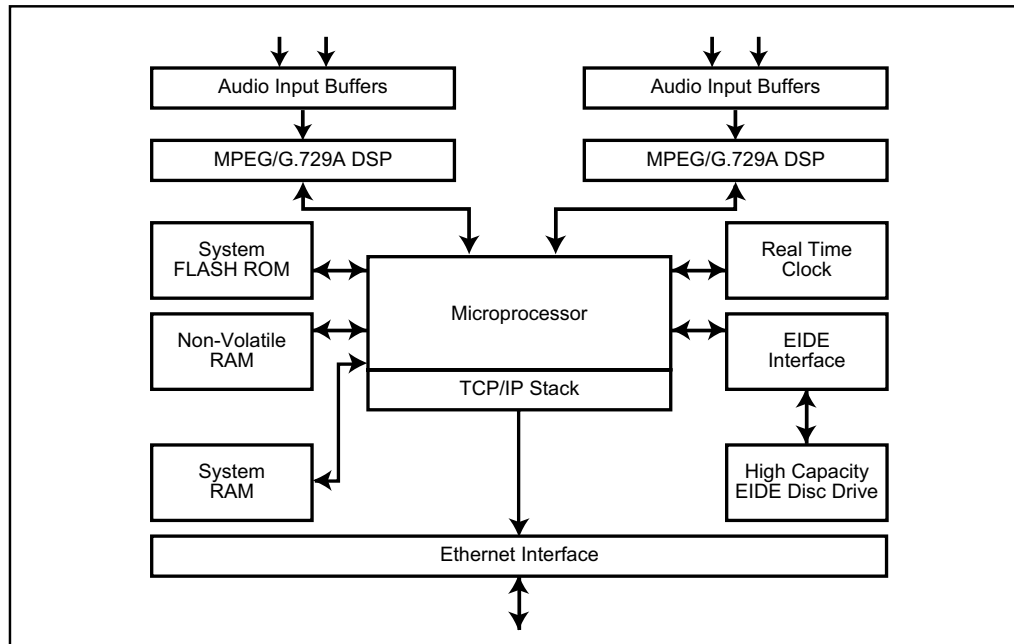 Audio Input Buffers
Audio Input Buffers
MPEG/G.729A DSP
MPEG/G.729A DSP
System
FLASH ROM
Real Time
Clock
Microprocessor
Non-Volatile
RAM
EIDE
Interface
TCP/IP Stack
System
RAM
High Capacity
EIDE Disc Drive
Ethernet Interface